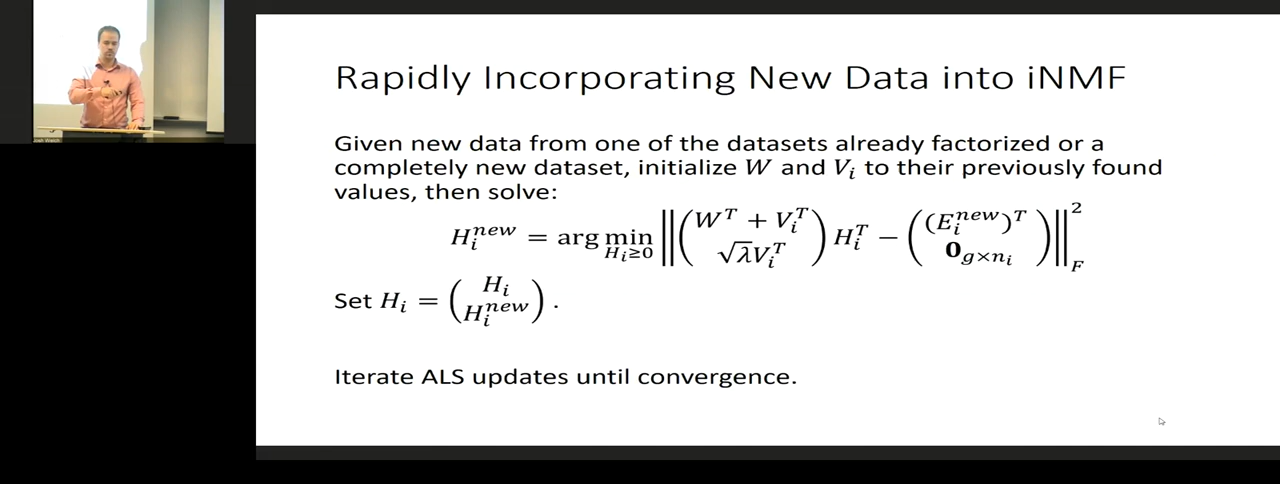 Rapidly Incorporating New Data into iNMF
Given new data from one of the datasets already factorized or a
completely new dataset, initialize W and V_i to their previously found
values, then solve:
H_i^{new} = arg min_{H_i≥0} ‖ ( W^T + V_i^T ; √λV_i^T ) H_i^T − ( (E_i^{new})^T ; 0_{g×n_i} ) ‖_F^2
Set H_i = ( H_i ; H_i^{new} ) .
Iterate ALS updates until convergence.